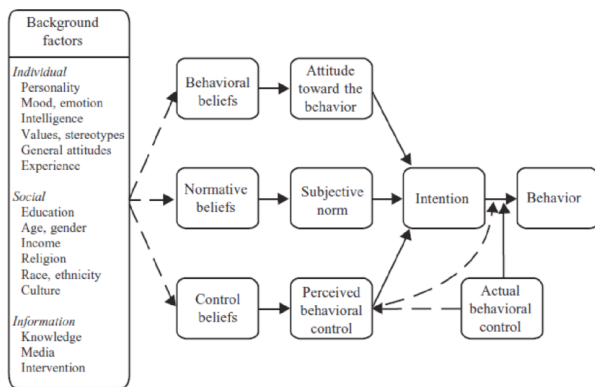 Background
factors
Individual
Personality
Mood, emotion
Intelligence
Values, stereotypes
General attitudes
Experience
Social
Education
Age, gender
Income
Religion
Race, ethnicity
Culture
Information
Knowledge
Media
Intervention
Behavioral
beliefs
Attitude
toward the
behavior
Normative
beliefs
Subjective
norm
Intention
Behavior
Control
beliefs
Perceived
behavioral
control
Actual
behavioral
control